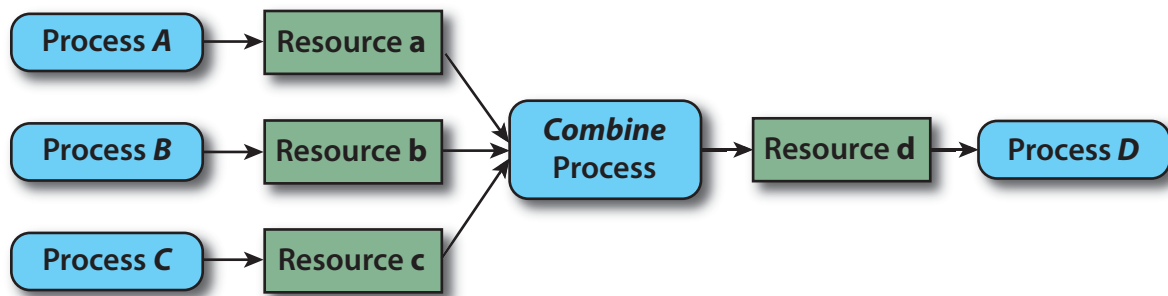 Process A
Resource a
Process B
Resource b
Process C
Resource c
Combine
Process
Resource d
Process D